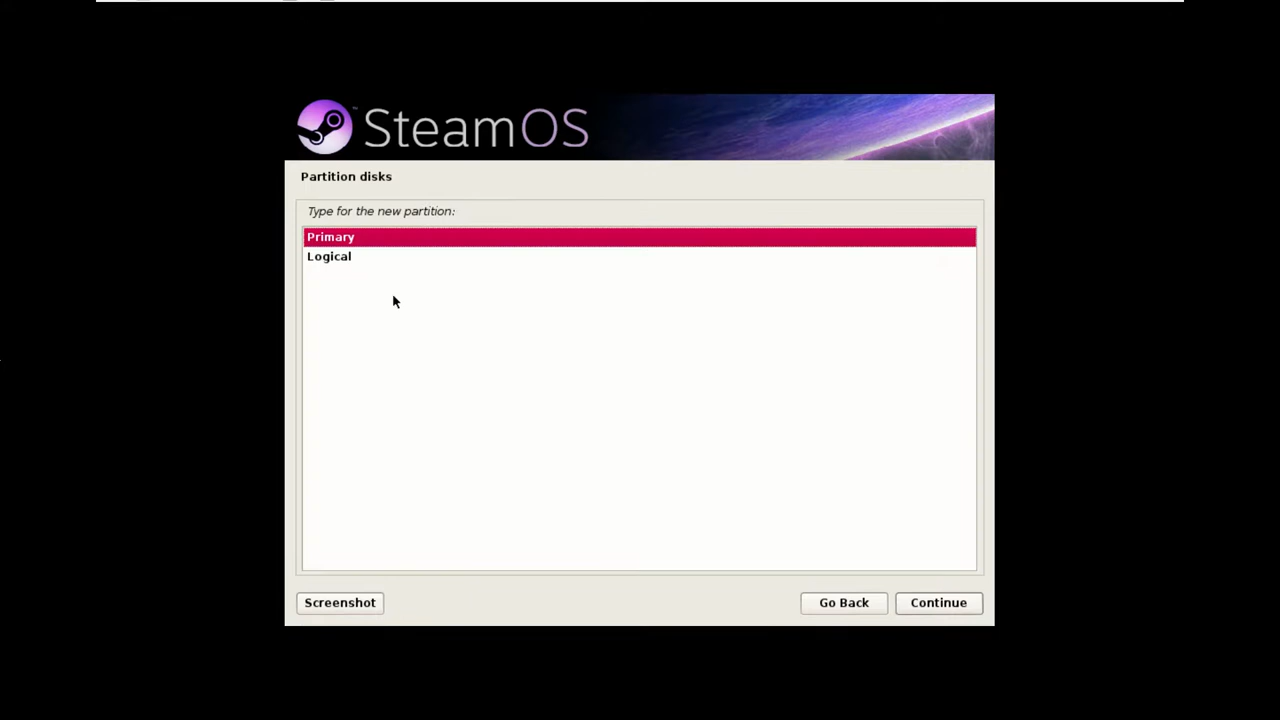 SteamOS
Partition disks
Type for the new partition:
Primary
Logical
Screenshot
Go Back
Continue